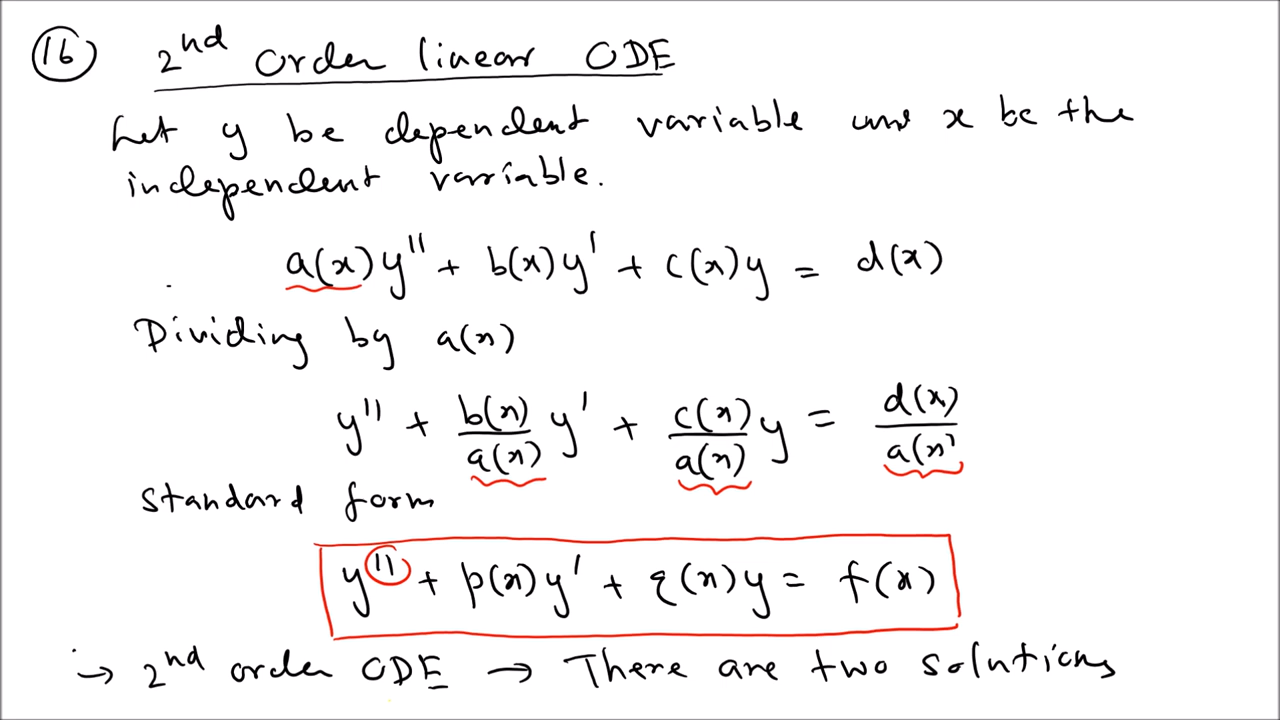 16 2nd order linear ODE
Let y be dependent variable and x be the
independent variable.
a(x)y'' + b(x)y' + c(x)y = d(x)
Dividing by a(x)
y'' + b(x)/a(x) y' + c(x)/a(x) y = d(x)/a(x)
Standard form
y'' + p(x)y' + q(x)y = f(x)
→ 2nd order ODE → There are two solutions